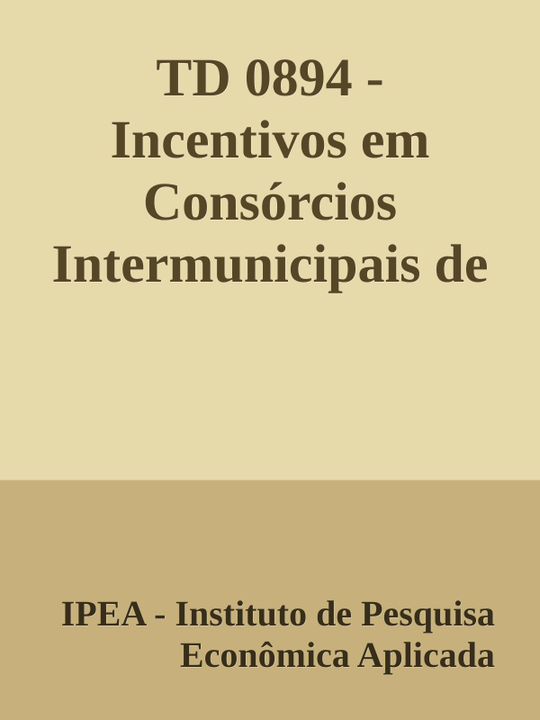 TD 0894 -
Incentivos em
Consórcios
Intermunicipais de
IPEA - Instituto de Pesquisa
Econômica Aplicada